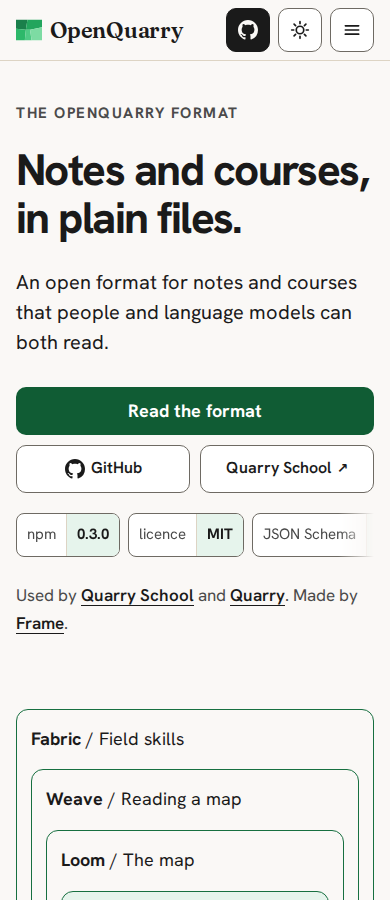 OpenQuarry
THE OPENQUARRY FORMAT
Notes and courses,
in plain files.
An open format for notes and courses
that people and language models can
both read.
Read the format
GitHub
Quarry School ↗
npm 0.3.0
licence MIT
JSON Schema
Used by Quarry School and Quarry. Made by
Frame.
Fabric / Field skills
Weave / Reading a map
Loom / The map